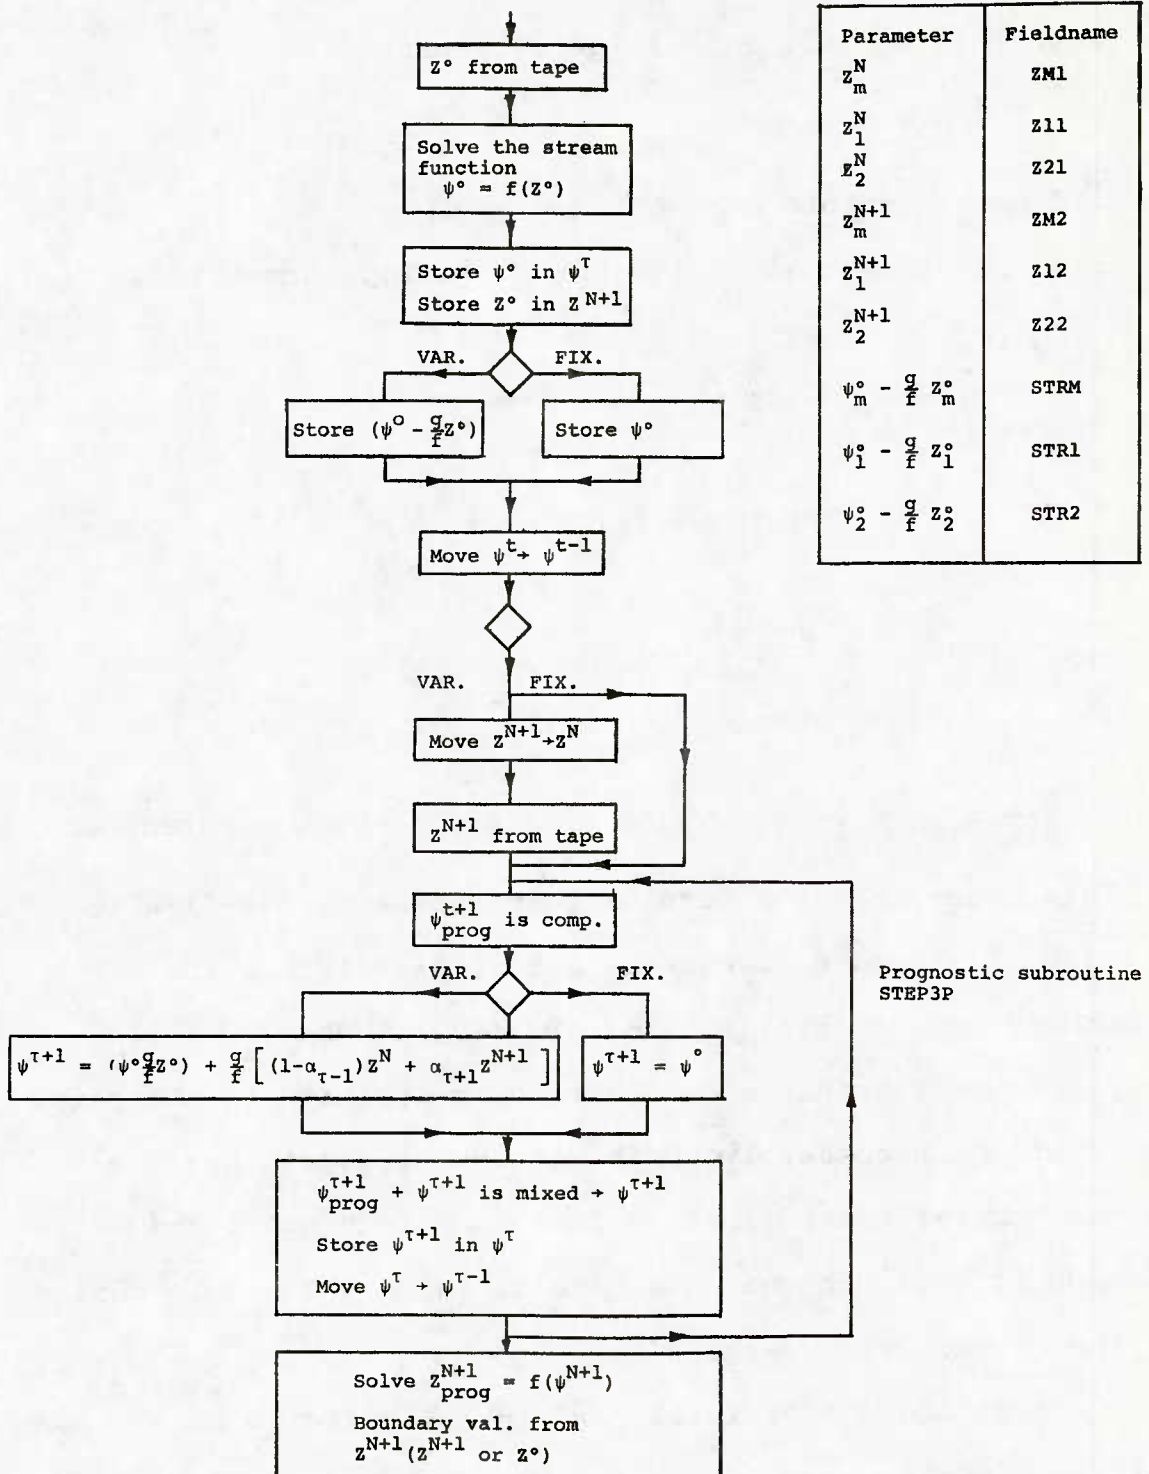 Z° from tape
Solve the stream
function
ψ° = f(Z°)
Store ψ° in ψ^τ
Store Z° in Z^N+1
VAR. FIX.
Store (ψ° - g/f Z°)
Store ψ°
Move ψ^t → ψ^t-1
VAR. FIX.
Move Z^N+1 → Z^N
Z^N+1 from tape
ψ^t+1_prog is comp.
VAR. FIX.
Prognostic subroutine
STEP3P
ψ^τ+1 = (ψ° g/f Z°) + g/f [(1-α_τ-1)Z^N + α_τ+1 Z^N+1]
ψ^τ+1 = ψ°
ψ^τ+1_prog + ψ^τ+1 is mixed → ψ^τ+1
Store ψ^τ+1 in ψ^τ
Move ψ^τ → ψ^τ-1
Solve Z^N+1_prog = f(ψ^N+1)
Boundary val. from
Z^N+1 (Z^N+1 or Z°)
Parameter Fieldname
Z^N_m ZM1
Z^N_1 Z11
Z^N_2 Z21
Z^N+1_m ZM2
Z^N+1_1 Z12
Z^N+1_2 Z22
ψ°_m - g/f Z°_m STRM
ψ°_1 - g/f Z°_1 STR1
ψ°_2 - g/f Z°_2 STR2